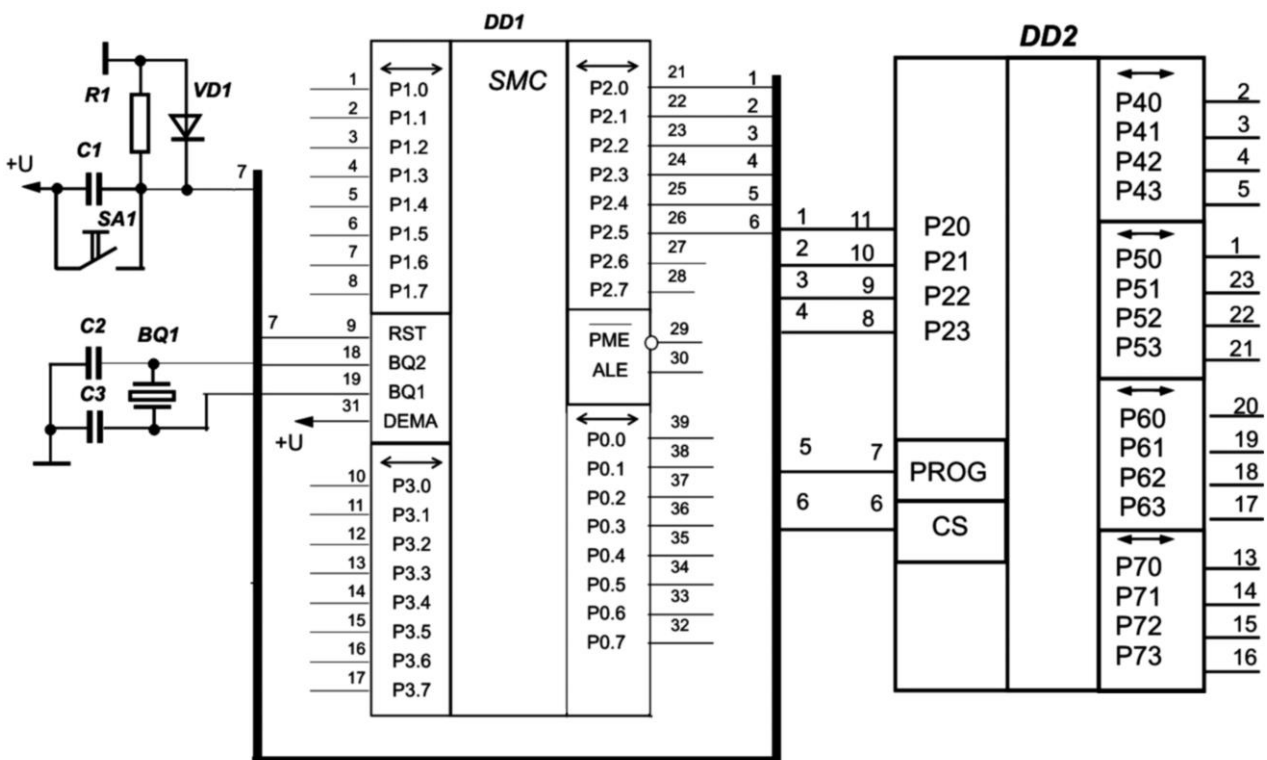 DD1
DD2
R1
VD1
C1
+U
7
SA1
C2
BQ1
C3
+U
SMC
1 P1.0
2 P1.1
3 P1.2
4 P1.3
5 P1.4
6 P1.5
7 P1.6
8 P1.7
7 9 RST
18 BQ2
19 BQ1
31 DEMA
10 P3.0
11 P3.1
12 P3.2
13 P3.3
14 P3.4
15 P3.5
16 P3.6
17 P3.7
P2.0 21 1
P2.1 22 2
P2.2 23 3
P2.3 24 4
P2.4 25 5
P2.5 26 6
P2.6 27
P2.7 28
PME 29
ALE 30
P0.0 39
P0.1 38
P0.2 37
P0.3 36
P0.4 35
P0.5 34
P0.6 33
P0.7 32
1 11 P20
2 10 P21
3 9 P22
4 8 P23
5 7 PROG
6 6 CS
P40 2
P41 3
P42 4
P43 5
P50 1
P51 23
P52 22
P53 21
P60 20
P61 19
P62 18
P63 17
P70 13
P71 14
P72 15
P73 16